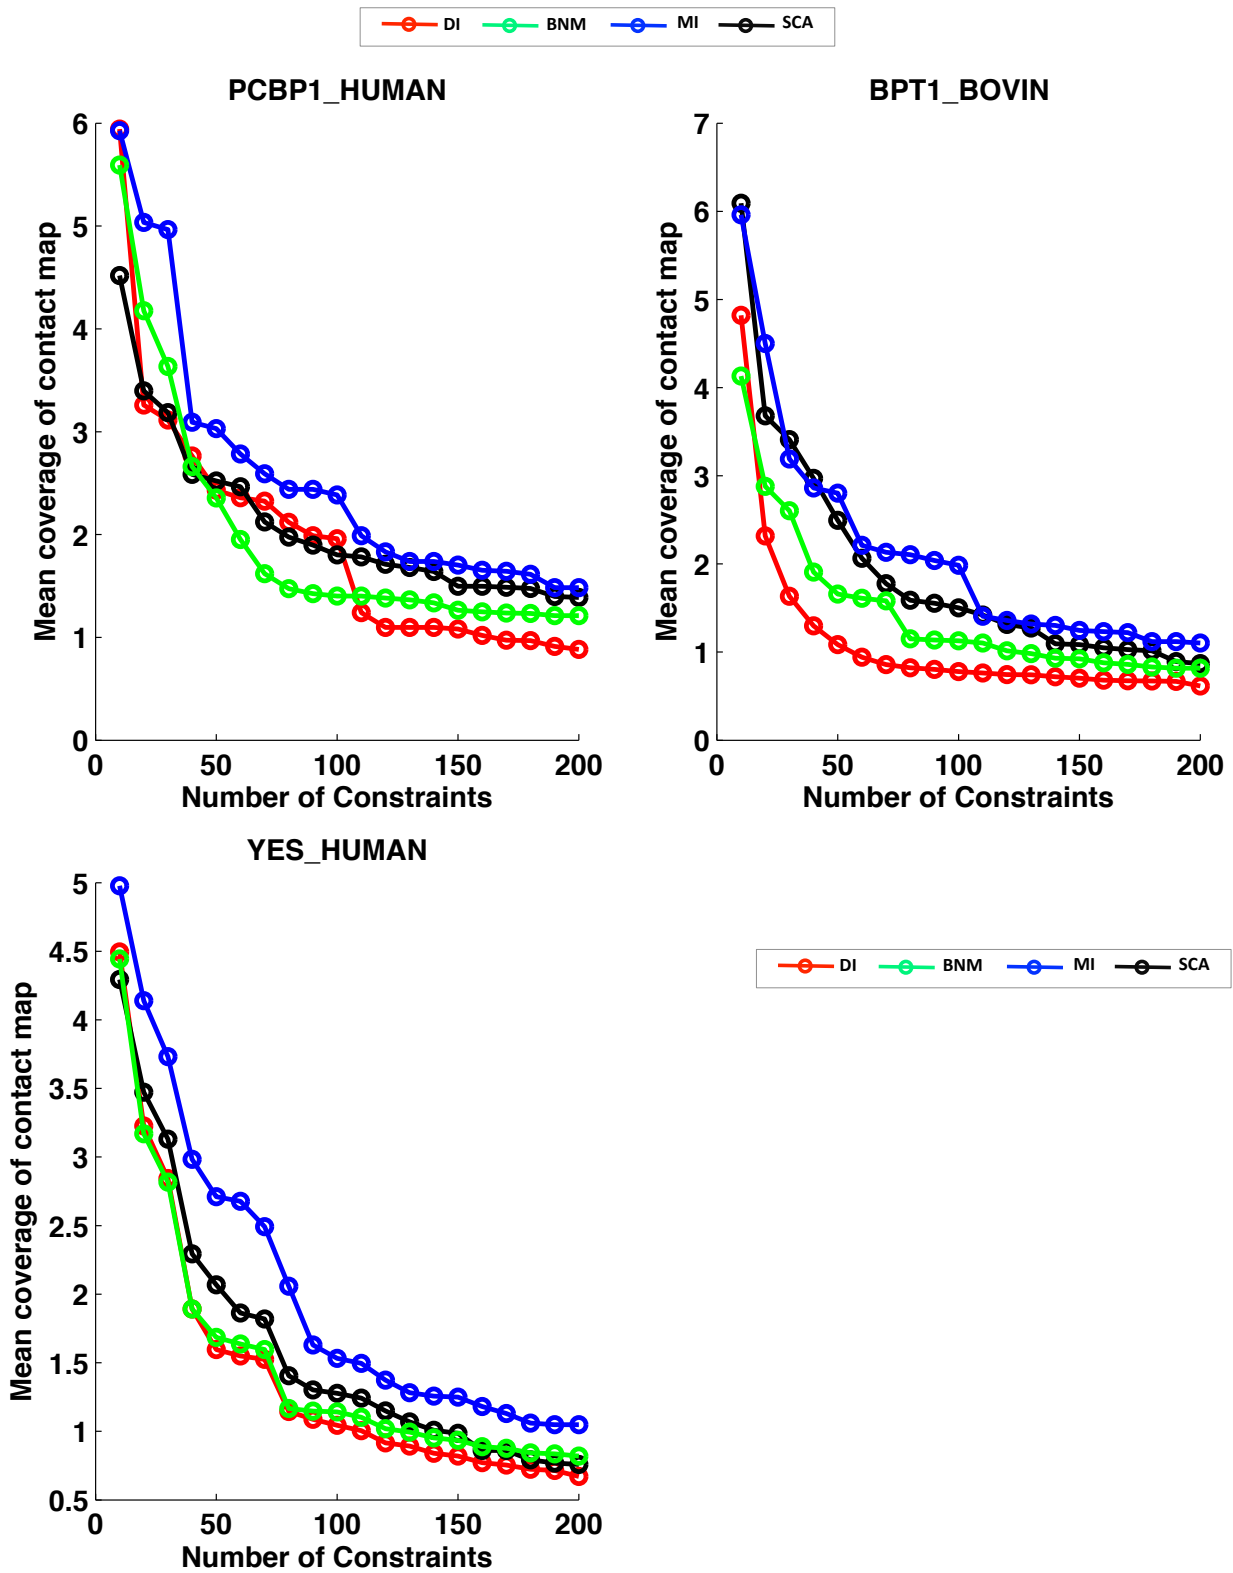 DI BNM MI SCA
PCBP1_HUMAN
Mean coverage of contact map
6
5
4
3
2
1
0
0 50 100 150 200
Number of Constraints
BPT1_BOVIN
Mean coverage of contact map
7
6
5
4
3
2
1
0
0 50 100 150 200
Number of Constraints
YES_HUMAN
Mean coverage of contact map
5
4.5
4
3.5
3
2.5
2
1.5
1
0.5
0 50 100 150 200
Number of Constraints
DI BNM MI SCA